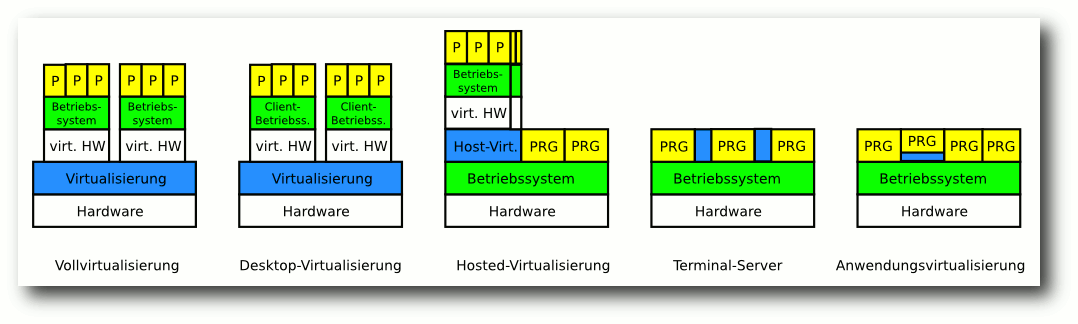 P P P
P P P
Betriebs-
system
Betriebs-
system
virt. HW
virt. HW
Virtualisierung
Hardware
Vollvirtualisierung
P P P
P P P
Client-
Betriebss.
Client-
Betriebss.
virt. HW
virt. HW
Virtualisierung
Hardware
Desktop-Virtualisierung
P P P
Betriebs-
system
virt. HW
Host-Virt. PRG PRG
Betriebssystem
Hardware
Hosted-Virtualisierung
PRG PRG PRG
Betriebssystem
Hardware
Terminal-Server
PRG PRG PRG PRG
Betriebssystem
Hardware
Anwendungsvirtualisierung